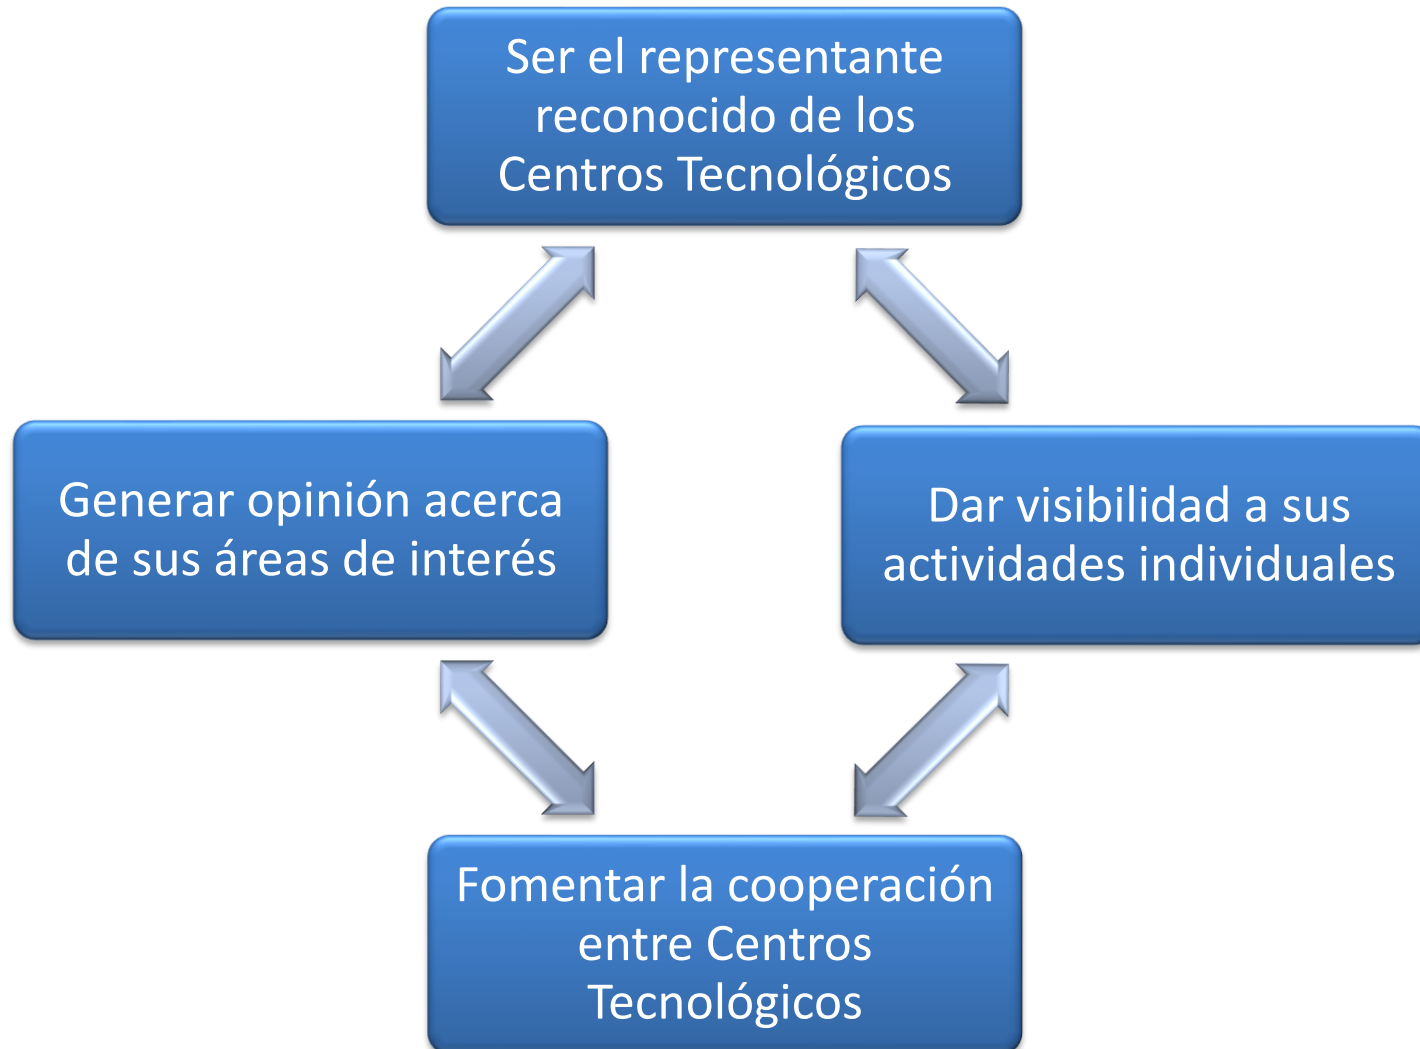 Ser el representante
reconocido de los
Centros Tecnológicos
Generar opinión acerca
de sus áreas de interés
Dar visibilidad a sus
actividades individuales
Fomentar la cooperación
entre Centros
Tecnológicos